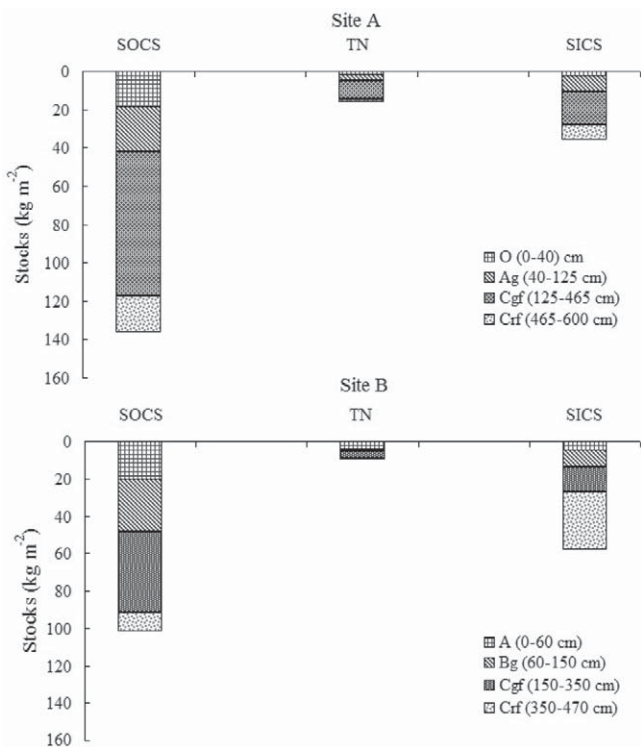 Site A
SOCS TN SICS
0
20
40
60
80
100
120
140
160
Stocks (kg m-2)
O (0-40) cm
Ag (40-125 cm)
Cgf (125-465 cm)
Crf (465-600 cm)
Site B
SOCS TN SICS
0
20
40
60
80
100
120
140
160
Stocks (kg m-2)
A (0-60 cm)
Bg (60-150 cm)
Cgf (150-350 cm)
Crf (350-470 cm)